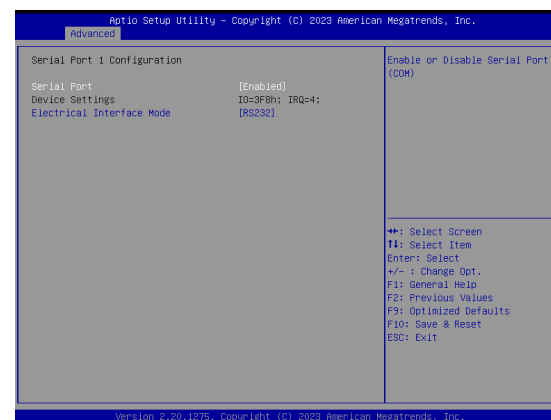 Aptio Setup Utility – Copyright (C) 2023 American Megatrends, Inc.
Advanced
Serial Port 1 Configuration
Serial Port [Enabled]
Device Settings IO=3F8h; IRQ=4;
Electrical Interface Mode [RS232]
Enable or Disable Serial Port
(COM)
→←: Select Screen
↑↓: Select Item
Enter: Select
+/- : Change Opt.
F1: General Help
F2: Previous Values
F9: Optimized Defaults
F10: Save & Reset
ESC: Exit
Version 2.20.1275. Copyright (C) 2023 American Megatrends, Inc.